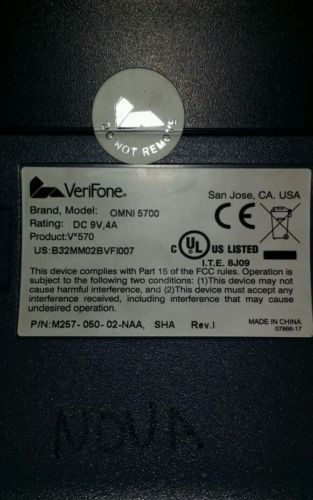 DO NOT REMOVE
VeriFone®
San Jose, CA. USA
Brand, Model: OMNI 5700
Rating: DC 9V,4A
Product:Vx570
US:B32MM02BVFI007
CE
C UL US LISTED
I.T.E. 8J09
This device complies with Part 15 of the FCC rules. Operation is
subject to the following two conditions: (1)This device may not
cause harmful interference, and (2)This device must accept
any interference received, including interference that may cause
undesired operation.
P/N:M257-050-02-NAA, SHA Rev.I
MADE IN CHINA
07866-17
NOVA